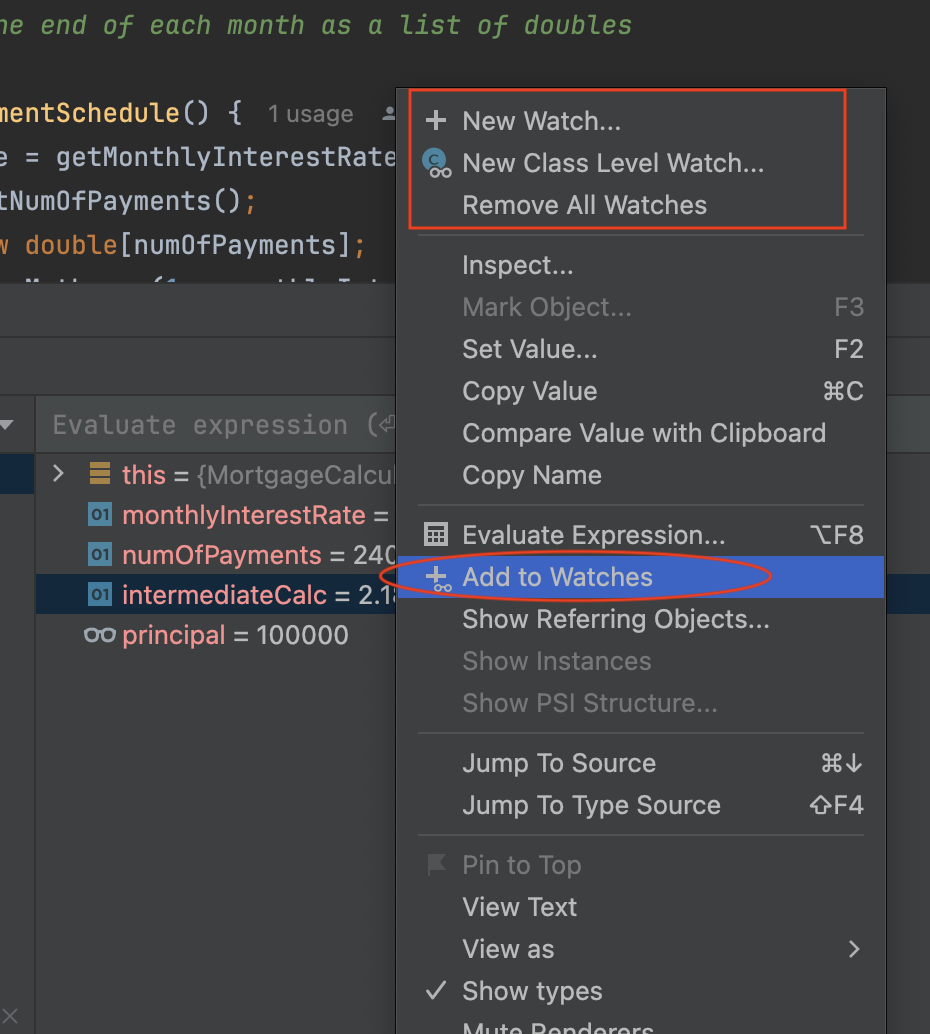 he end of each month as a list of doubles
mentSchedule() { 1 usage
e = getMonthlyInterestRate
tNumOfPayments();
w double[numOfPayments];
New Watch...
New Class Level Watch...
Remove All Watches
Inspect...
Mark Object... F3
Set Value... F2
Copy Value ⌘C
Compare Value with Clipboard
Copy Name
Evaluate Expression... ⌥F8
Add to Watches
Show Referring Objects...
Show Instances
Show PSI Structure...
Jump To Source ⌘↓
Jump To Type Source ⇧F4
Pin to Top
View Text
View as
Show types
Mute Renderers
Evaluate expression (⏎
this = {MortgageCalcul
monthlyInterestRate =
numOfPayments = 240
intermediateCalc = 2.18
principal = 100000